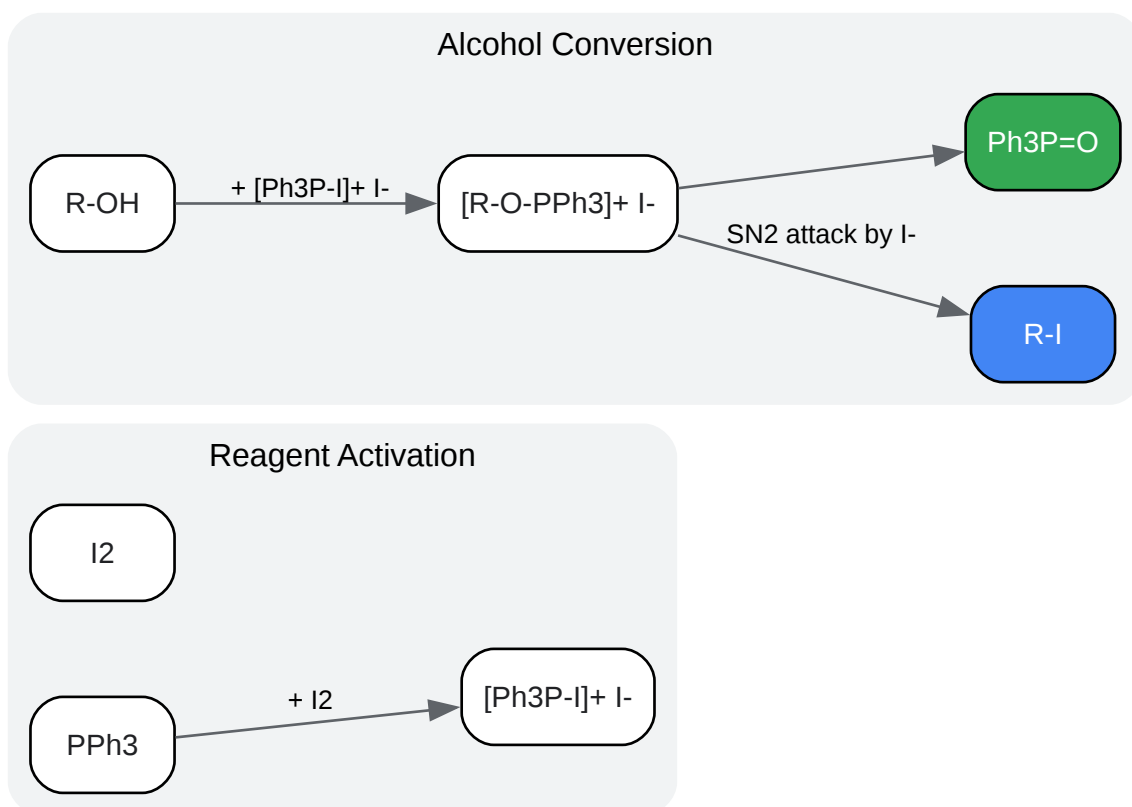 Alcohol Conversion
R-OH
+ [Ph3P-I]+ I-
[R-O-PPh3]+ I-
Ph3P=O
SN2 attack by I-
R-I
Reagent Activation
I2
PPh3
+ I2
[Ph3P-I]+ I-